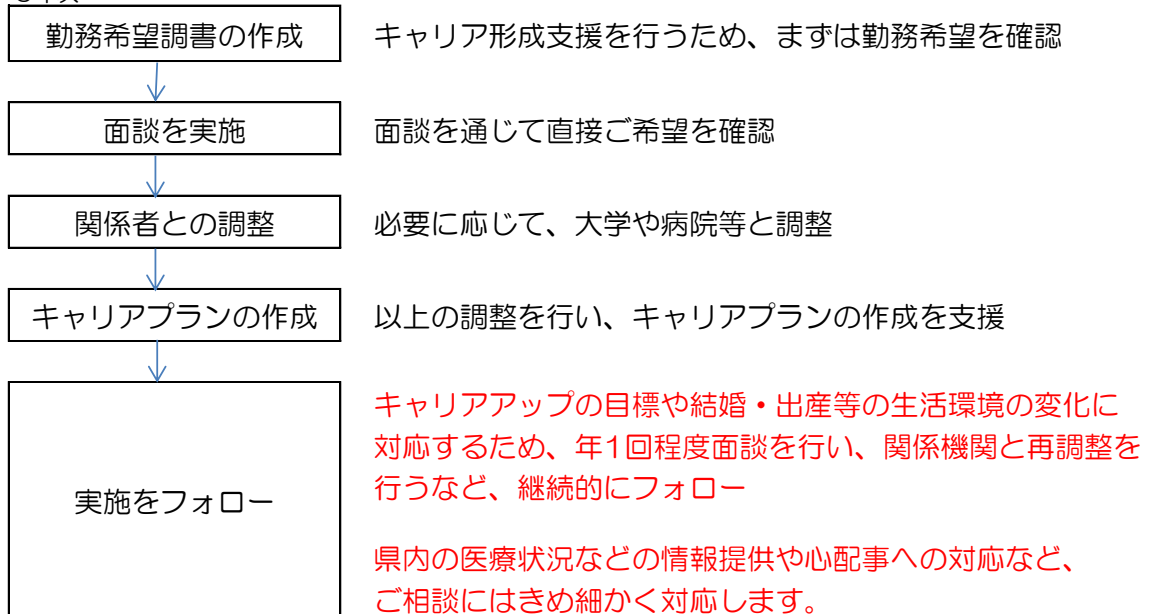 勤務希望調書の作成
キャリア形成支援を行うため、まずは勤務希望を確認
面談を実施
面談を通じて直接ご希望を確認
関係者との調整
必要に応じて、大学や病院等と調整
キャリアプランの作成
以上の調整を行い、キャリアプランの作成を支援
実施をフォロー
キャリアアップの目標や結婚・出産等の生活環境の変化に
対応するため、年1回程度面談を行い、関係機関と再調整を
行うなど、継続的にフォロー
県内の医療状況などの情報提供や心配事への対応など、
ご相談にはきめ細かく対応します。